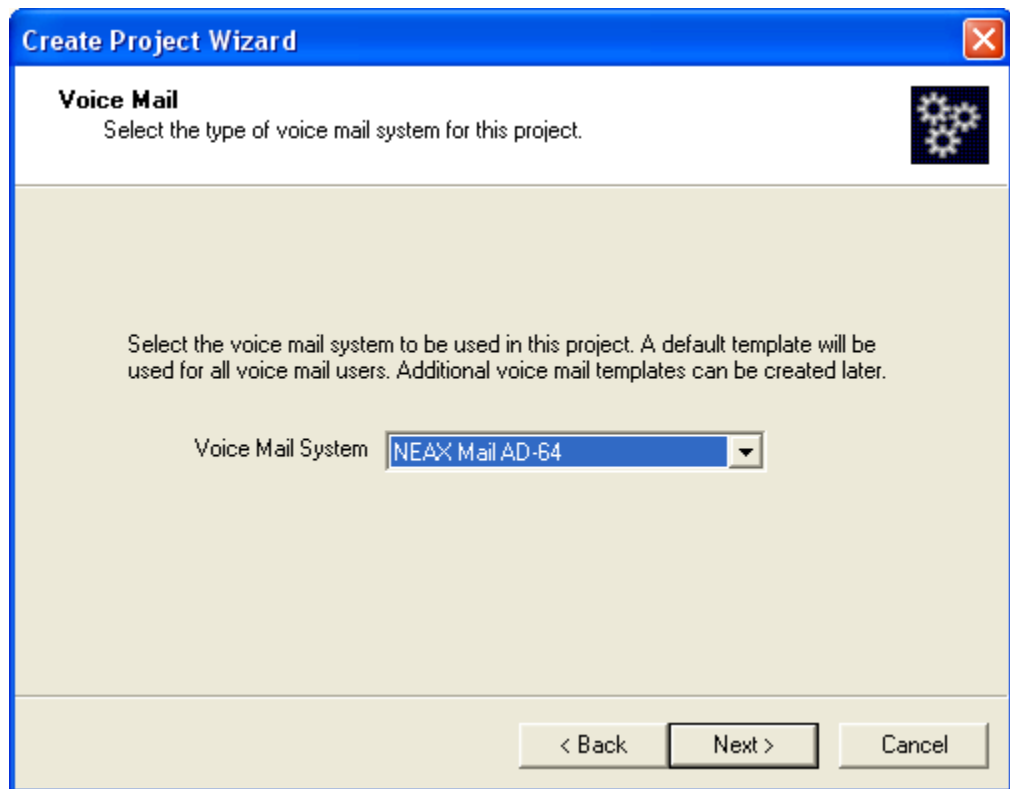 Create Project Wizard
Voice Mail
Select the type of voice mail system for this project.
Select the voice mail system to be used in this project. A default template will be
used for all voice mail users. Additional voice mail templates can be created later.
Voice Mail System NEAX Mail AD-64
< Back Next > Cancel